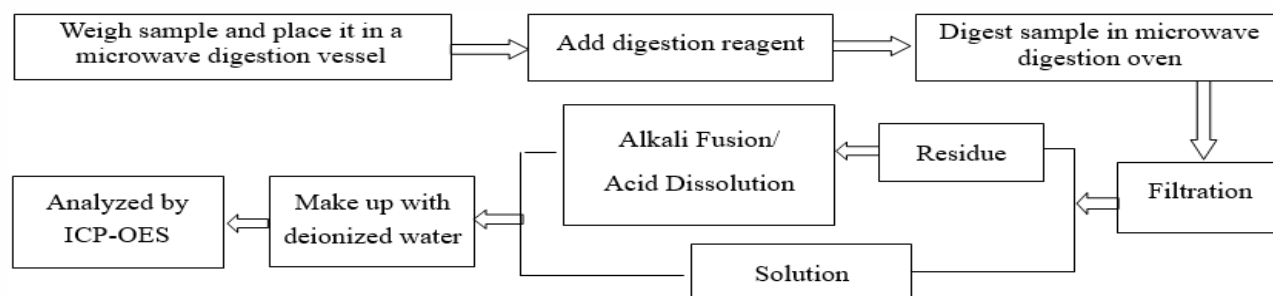 Weigh sample and place it in a
microwave digestion vessel
Add digestion reagent
Digest sample in microwave
digestion oven
Alkali Fusion/
Acid Dissolution
Residue
Filtration
Analyzed by
ICP-OES
Make up with
deionized water
Solution